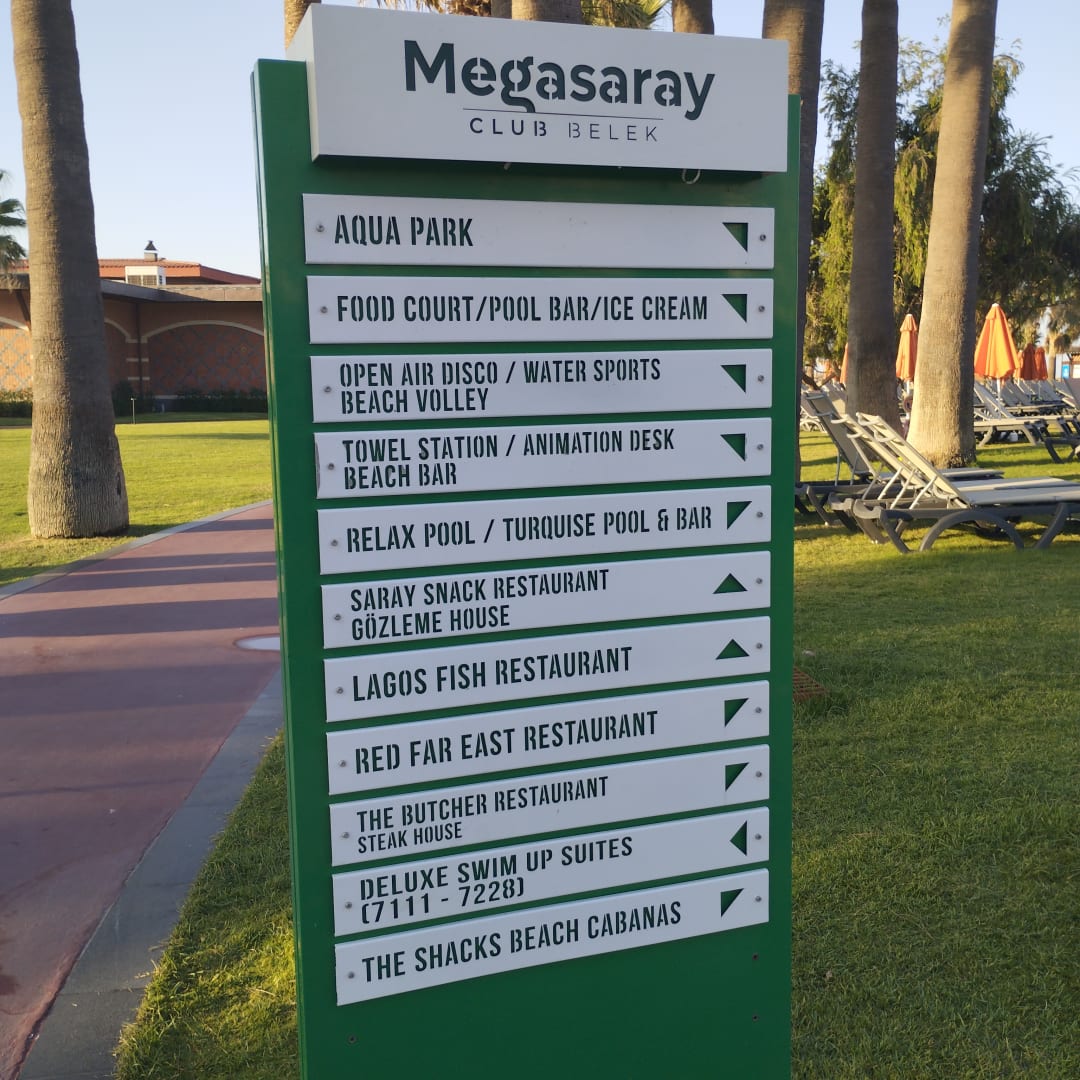 Megasaray
CLUB BELEK
AQUA PARK
FOOD COURT/POOL BAR/ICE CREAM
OPEN AIR DISCO / WATER SPORTS
BEACH VOLLEY
TOWEL STATION / ANIMATION DESK
BEACH BAR
RELAX POOL / TURQUISE POOL & BAR
SARAY SNACK RESTAURANT
GÖZLEME HOUSE
LAGOS FISH RESTAURANT
RED FAR EAST RESTAURANT
THE BUTCHER RESTAURANT
STEAK HOUSE
DELUXE SWIM UP SUITES
(7111 - 7228)
THE SHACKS BEACH CABANAS